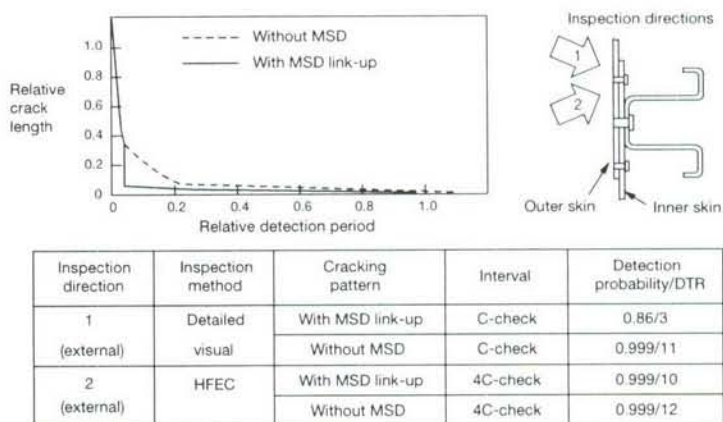 Inspection directions
1.0
0.8
0.6
0.4
0.2
0
Relative
crack
length
Without MSD
With MSD link-up
0 0.2 0.4 0.6 0.8 1.0
Relative detection period
1
2
Outer skin
Inner skin
Inspection direction
Inspection method
Cracking pattern
Interval
Detection probability/DTR
1
(external)
Detailed
visual
With MSD link-up
C-check
0.86/3
Without MSD
C-check
0.999/11
2
(external)
HFEC
With MSD link-up
4C-check
0.999/10
Without MSD
4C-check
0.999/12